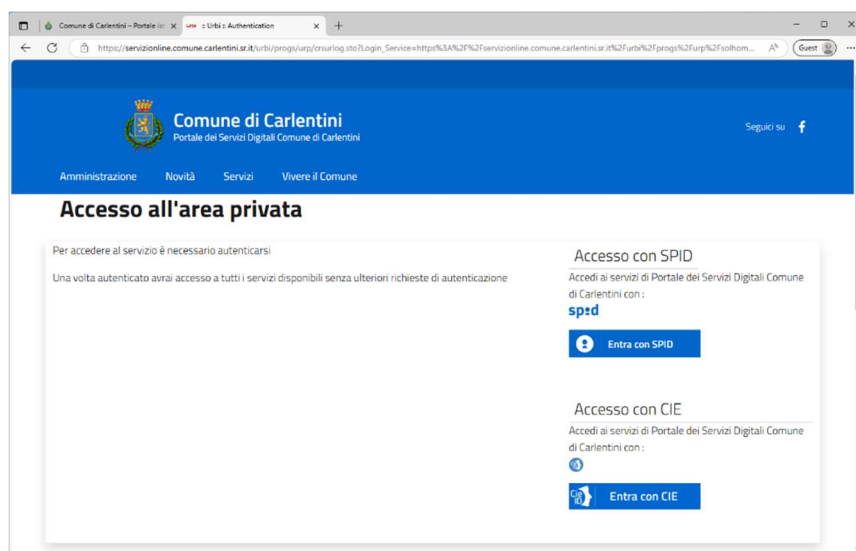 Comune di Carlentini – Portale is
:: Urbi :: Authentication
https://servizionline.comune.carlentini.sr.it/urbi/progs/urp/crsurlog.sto?Login_Service=https%3A%2F%2Fservizionline.comune.carlentini.sr.it%2Furbi%2Fprogs%2Furp%2Fsolhom...
Guest
Comune di Carlentini
Portale dei Servizi Digitali Comune di Carlentini
Seguici su
Amministrazione Novità Servizi Vivere il Comune
Accesso all'area privata
Per accedere al servizio è necessario autenticarsi
Una volta autenticato avrai accesso a tutti i servizi disponibili senza ulteriori richieste di autenticazione
Accesso con SPID
Accedi ai servizi di Portale dei Servizi Digitali Comune
di Carlentini con :
spid
Entra con SPID
Accesso con CIE
Accedi ai servizi di Portale dei Servizi Digitali Comune
di Carlentini con :
Cie ID
Entra con CIE